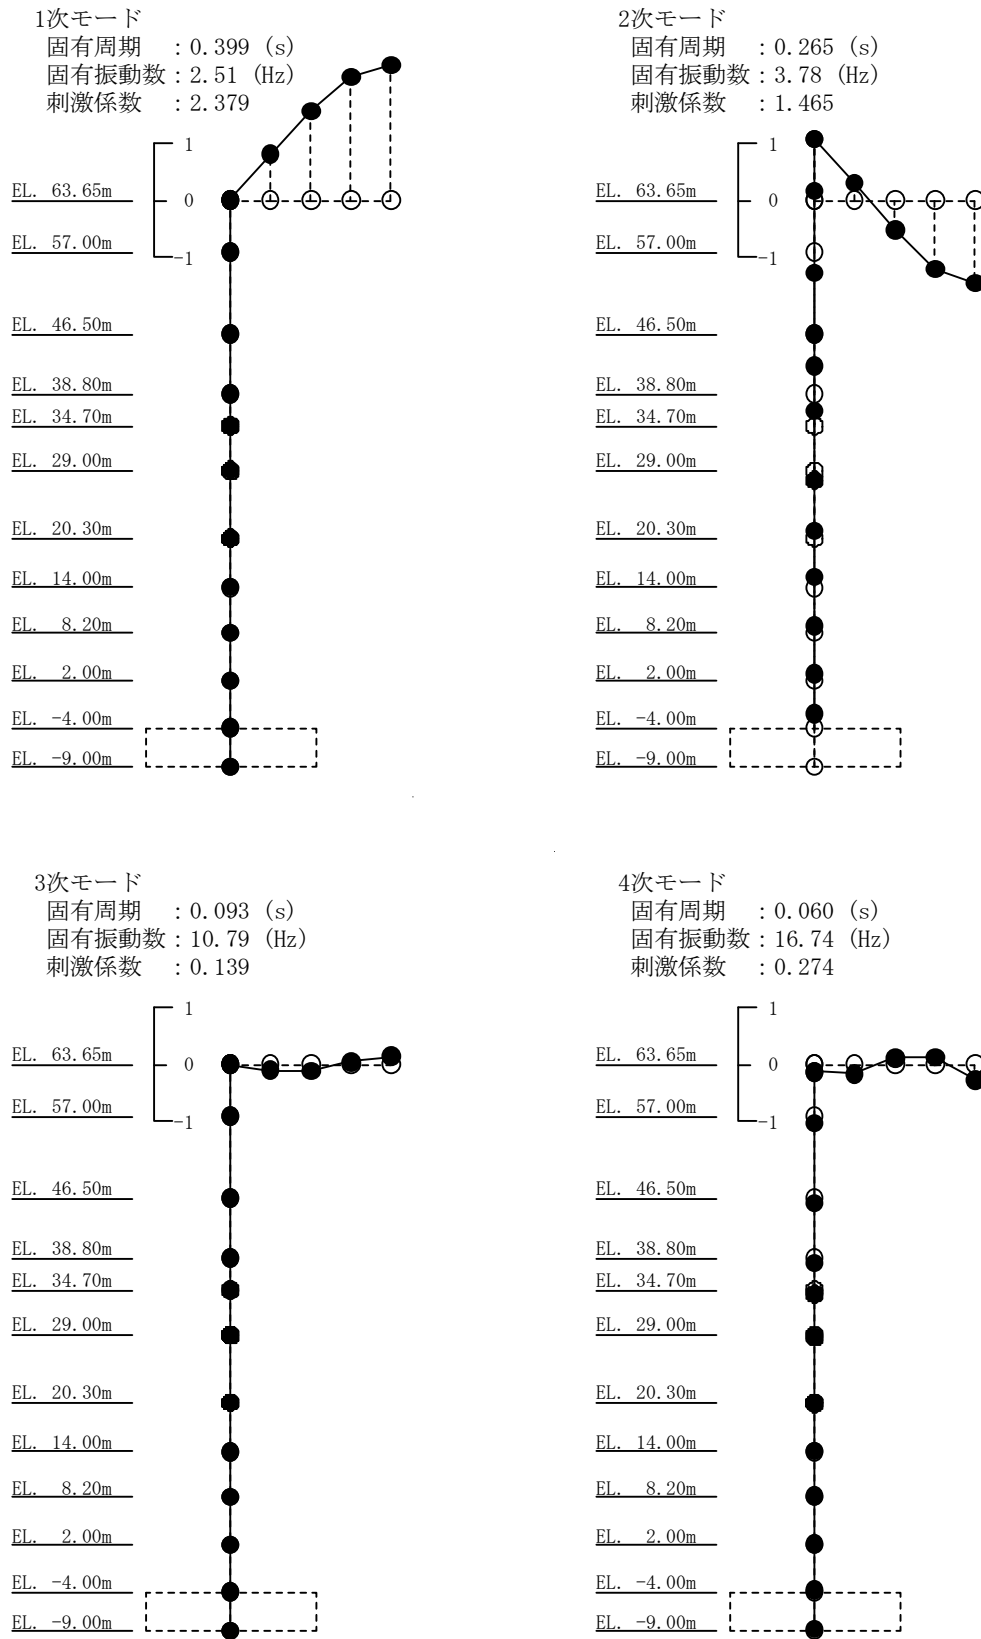 1次モード
固有周期 :0.399 (s)
固有振動数:2.51 (Hz)
刺激係数 :2.379
1
EL. 63.65m
0
EL. 57.00m
-1
EL. 46.50m
EL. 38.80m
EL. 34.70m
EL. 29.00m
EL. 20.30m
EL. 14.00m
EL. 8.20m
EL. 2.00m
EL. -4.00m
EL. -9.00m
2次モード
固有周期 :0.265 (s)
固有振動数:3.78 (Hz)
刺激係数 :1.465
1
EL. 63.65m
0
EL. 57.00m
-1
EL. 46.50m
EL. 38.80m
EL. 34.70m
EL. 29.00m
EL. 20.30m
EL. 14.00m
EL. 8.20m
EL. 2.00m
EL. -4.00m
EL. -9.00m
3次モード
固有周期 :0.093 (s)
固有振動数:10.79 (Hz)
刺激係数 :0.139
1
EL. 63.65m
0
EL. 57.00m
-1
EL. 46.50m
EL. 38.80m
EL. 34.70m
EL. 29.00m
EL. 20.30m
EL. 14.00m
EL. 8.20m
EL. 2.00m
EL. -4.00m
EL. -9.00m
4次モード
固有周期 :0.060 (s)
固有振動数:16.74 (Hz)
刺激係数 :0.274
1
EL. 63.65m
0
EL. 57.00m
-1
EL. 46.50m
EL. 38.80m
EL. 34.70m
EL. 29.00m
EL. 20.30m
EL. 14.00m
EL. 8.20m
EL. 2.00m
EL. -4.00m
EL. -9.00m